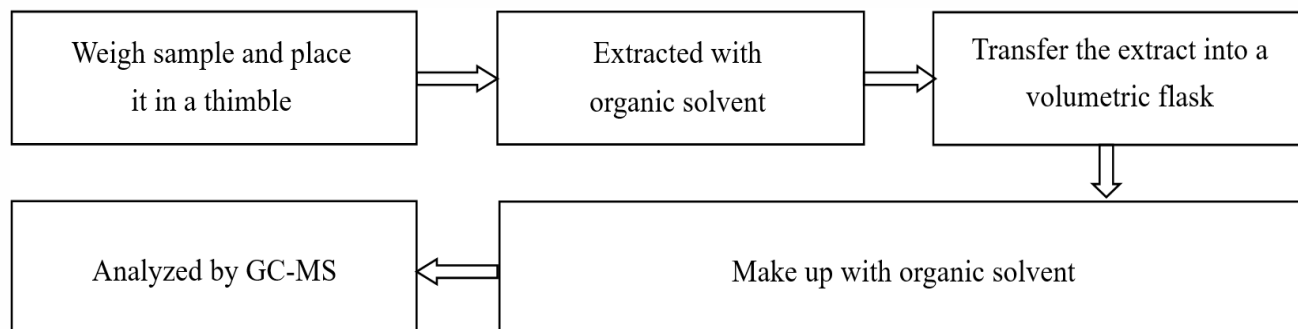 Weigh sample and place
it in a thimble
Extracted with
organic solvent
Transfer the extract into a
volumetric flask
Make up with organic solvent
Analyzed by GC-MS